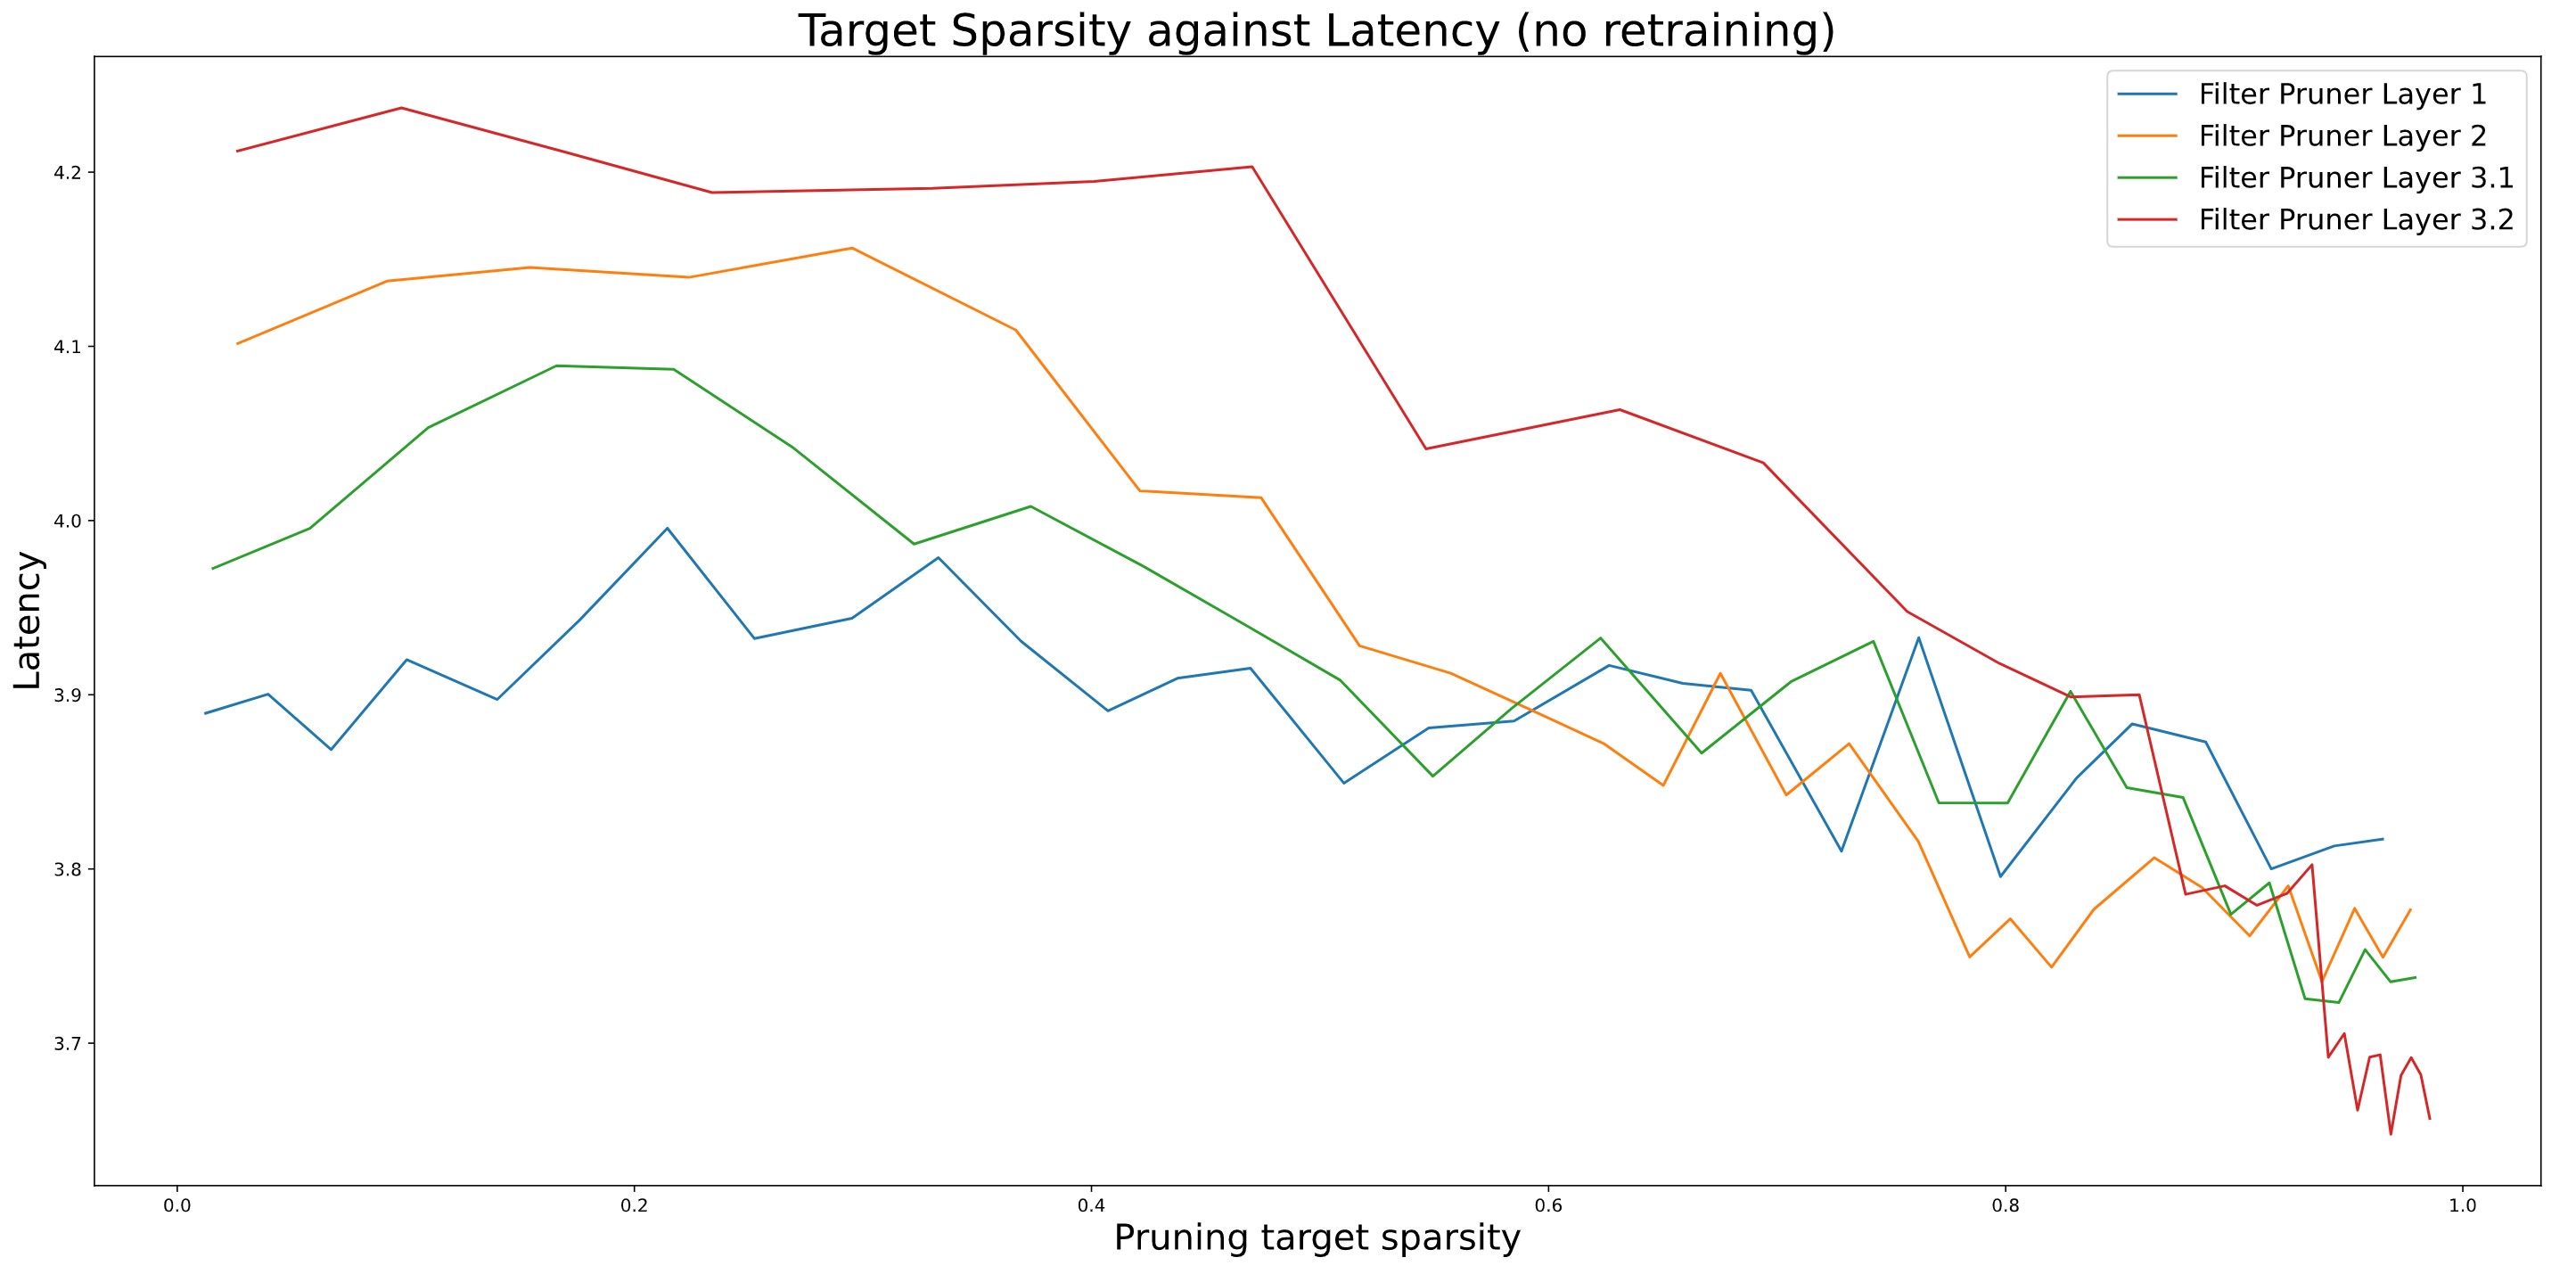 Target Sparsity against Latency (no retraining)
Filter Pruner Layer 1
Filter Pruner Layer 2
Filter Pruner Layer 3.1
Filter Pruner Layer 3.2
Latency
4.2
4.1
4.0
3.9
3.8
3.7
0.0 0.2 0.4 0.6 0.8 1.0
Pruning target sparsity